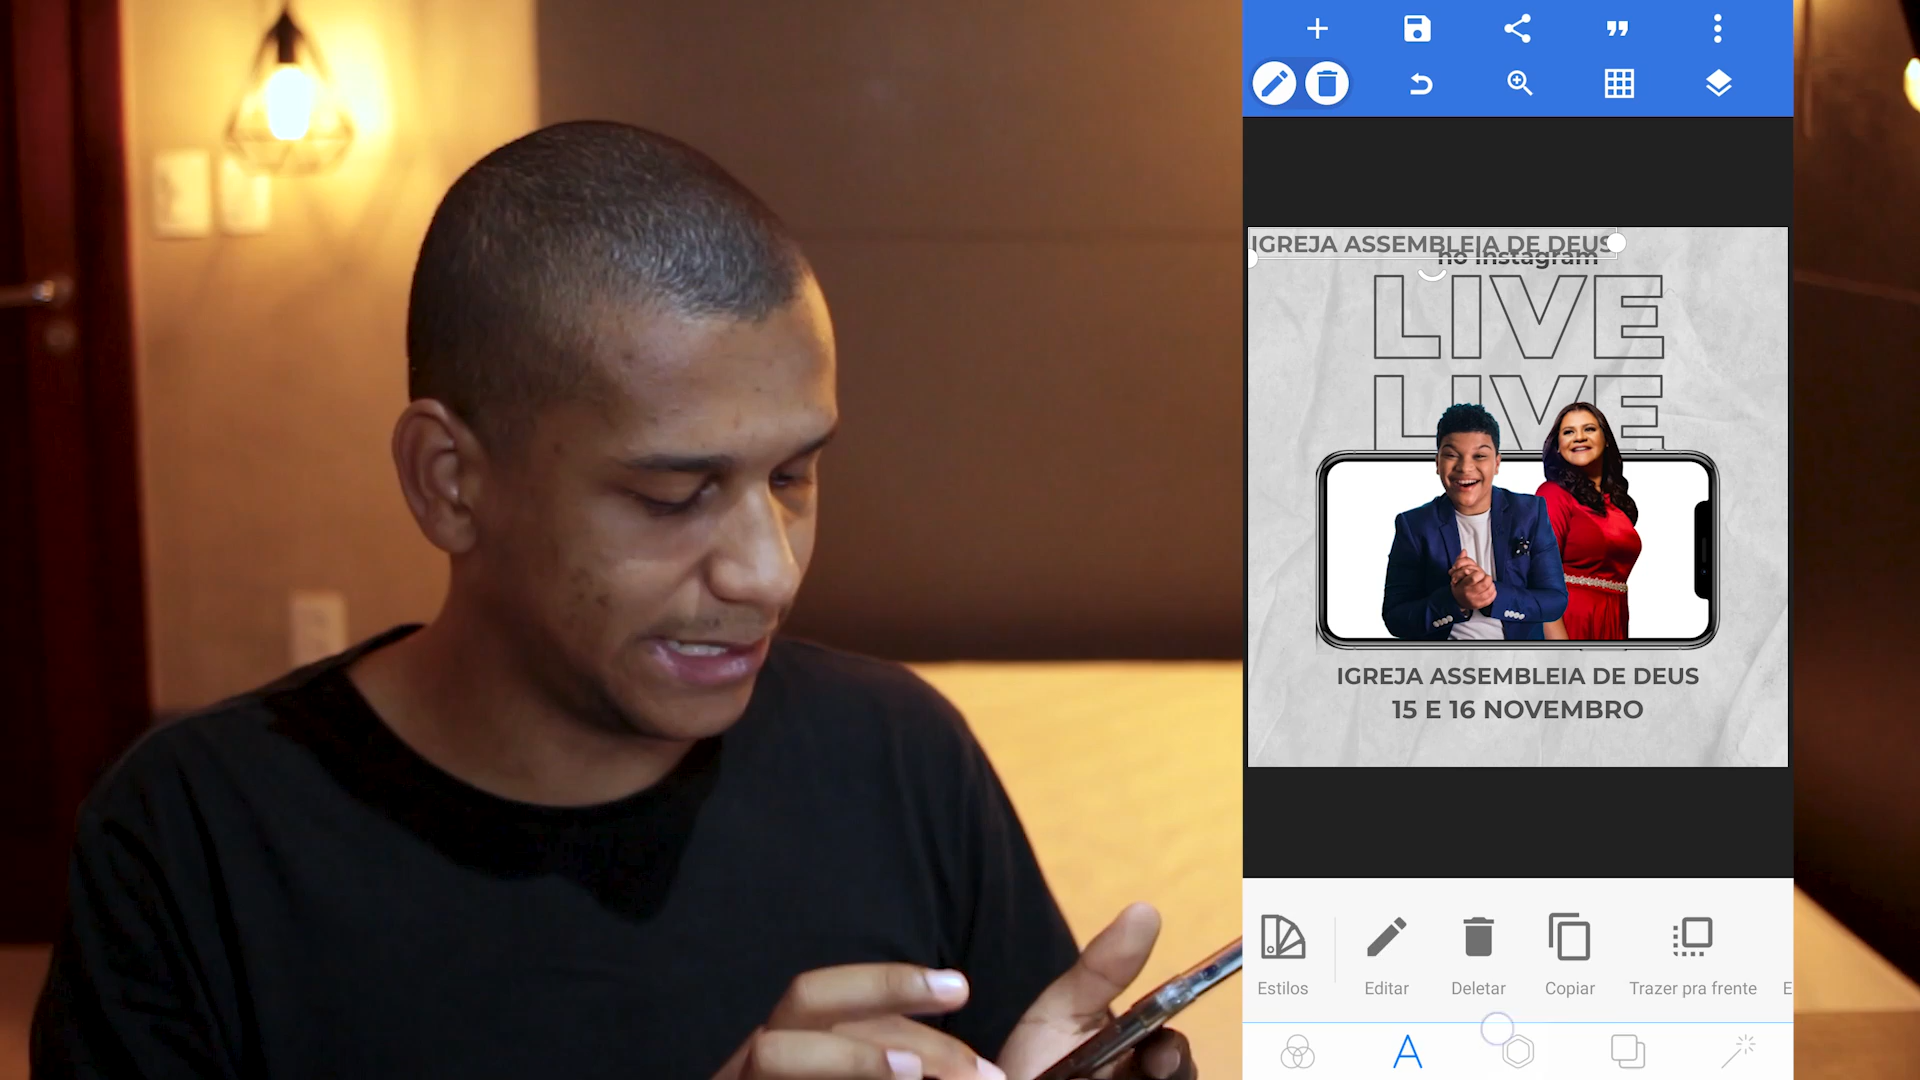 IGREJA ASSEMBLEIA DE DEUS
no Instagram
LIVE
LIVE
IGREJA ASSEMBLEIA DE DEUS
15 E 16 NOVEMBRO
Estilos
Editar
Deletar
Copiar
Trazer pra frente
E